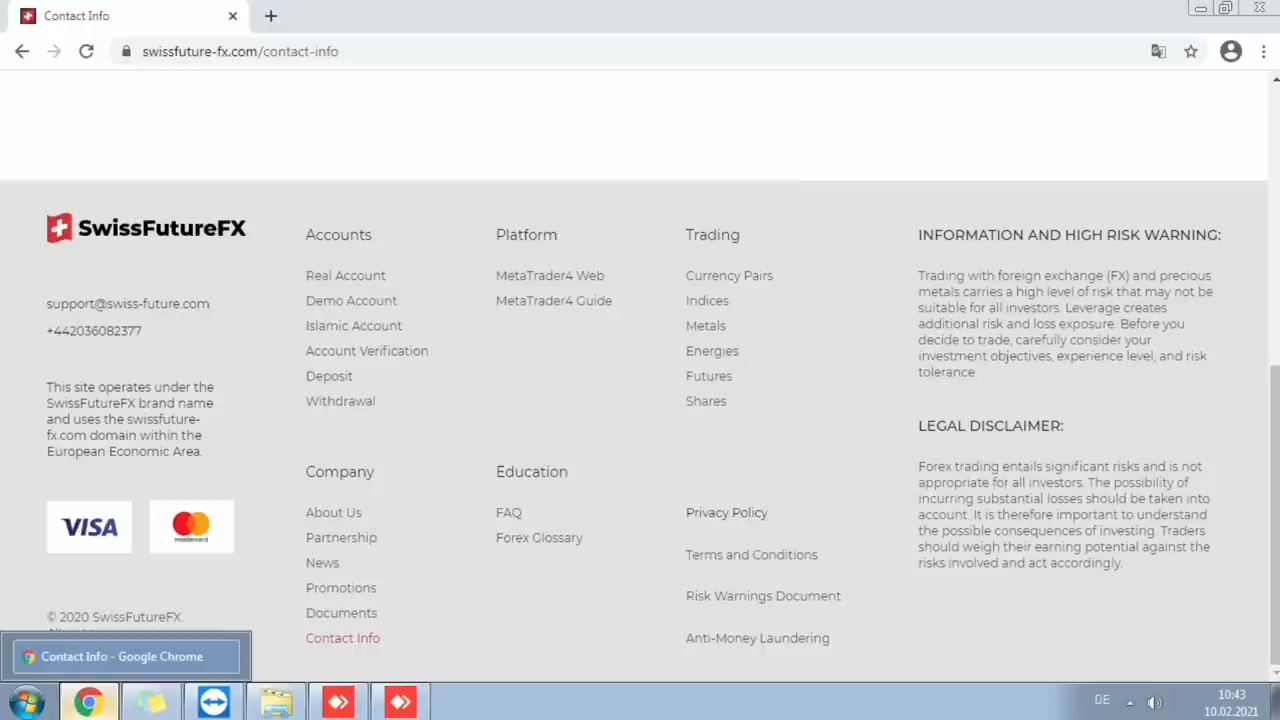 Contact Info
swissfuture-fx.com/contact-info
SwissFutureFX
support@swiss-future.com
+442036082377
This site operates under the
SwissFutureFX brand name
and uses the swissfuture-
fx.com domain within the
European Economic Area.
VISA
mastercard
© 2020 SwissFutureFX.
Accounts
Real Account
Demo Account
Islamic Account
Account Verification
Deposit
Withdrawal
Platform
MetaTrader4 Web
MetaTrader4 Guide
Trading
Currency Pairs
Indices
Metals
Energies
Futures
Shares
Company
About Us
Partnership
News
Promotions
Documents
Contact Info
Education
FAQ
Forex Glossary
Privacy Policy
Terms and Conditions
Risk Warnings Document
Anti-Money Laundering
INFORMATION AND HIGH RISK WARNING:
Trading with foreign exchange (FX) and precious
metals carries a high level of risk that may not be
suitable for all investors. Leverage creates
additional risk and loss exposure. Before you
decide to trade, carefully consider your
investment objectives, experience level, and risk
tolerance.
LEGAL DISCLAIMER:
Forex trading entails significant risks and is not
appropriate for all investors. The possibility of
incurring substantial losses should be taken into
account. It is therefore important to understand
the possible consequences of investing. Traders
should weigh their earning potential against the
risks involved and act accordingly.
Contact Info - Google Chrome
DE
10:43
10.02.2021